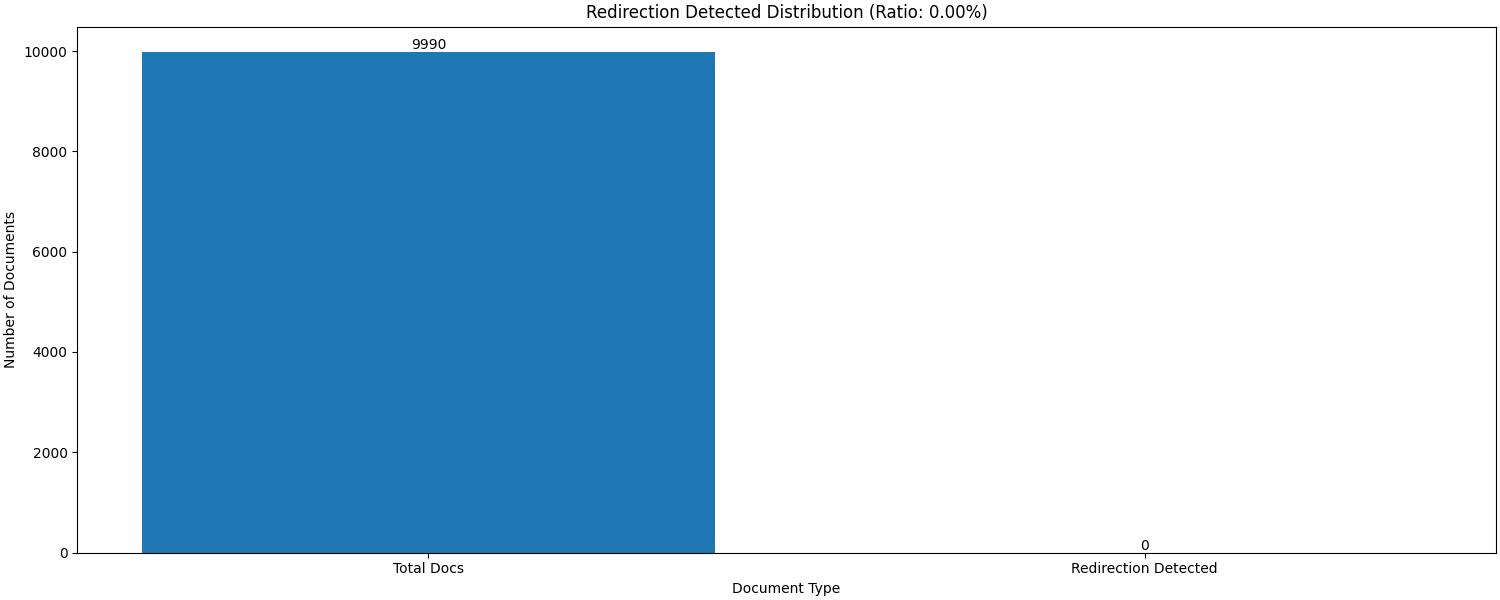 Redirection Detected Distribution (Ratio: 0.00%)
Number of Documents
10000
8000
6000
4000
2000
0
9990
0
Total Docs
Redirection Detected
Document Type